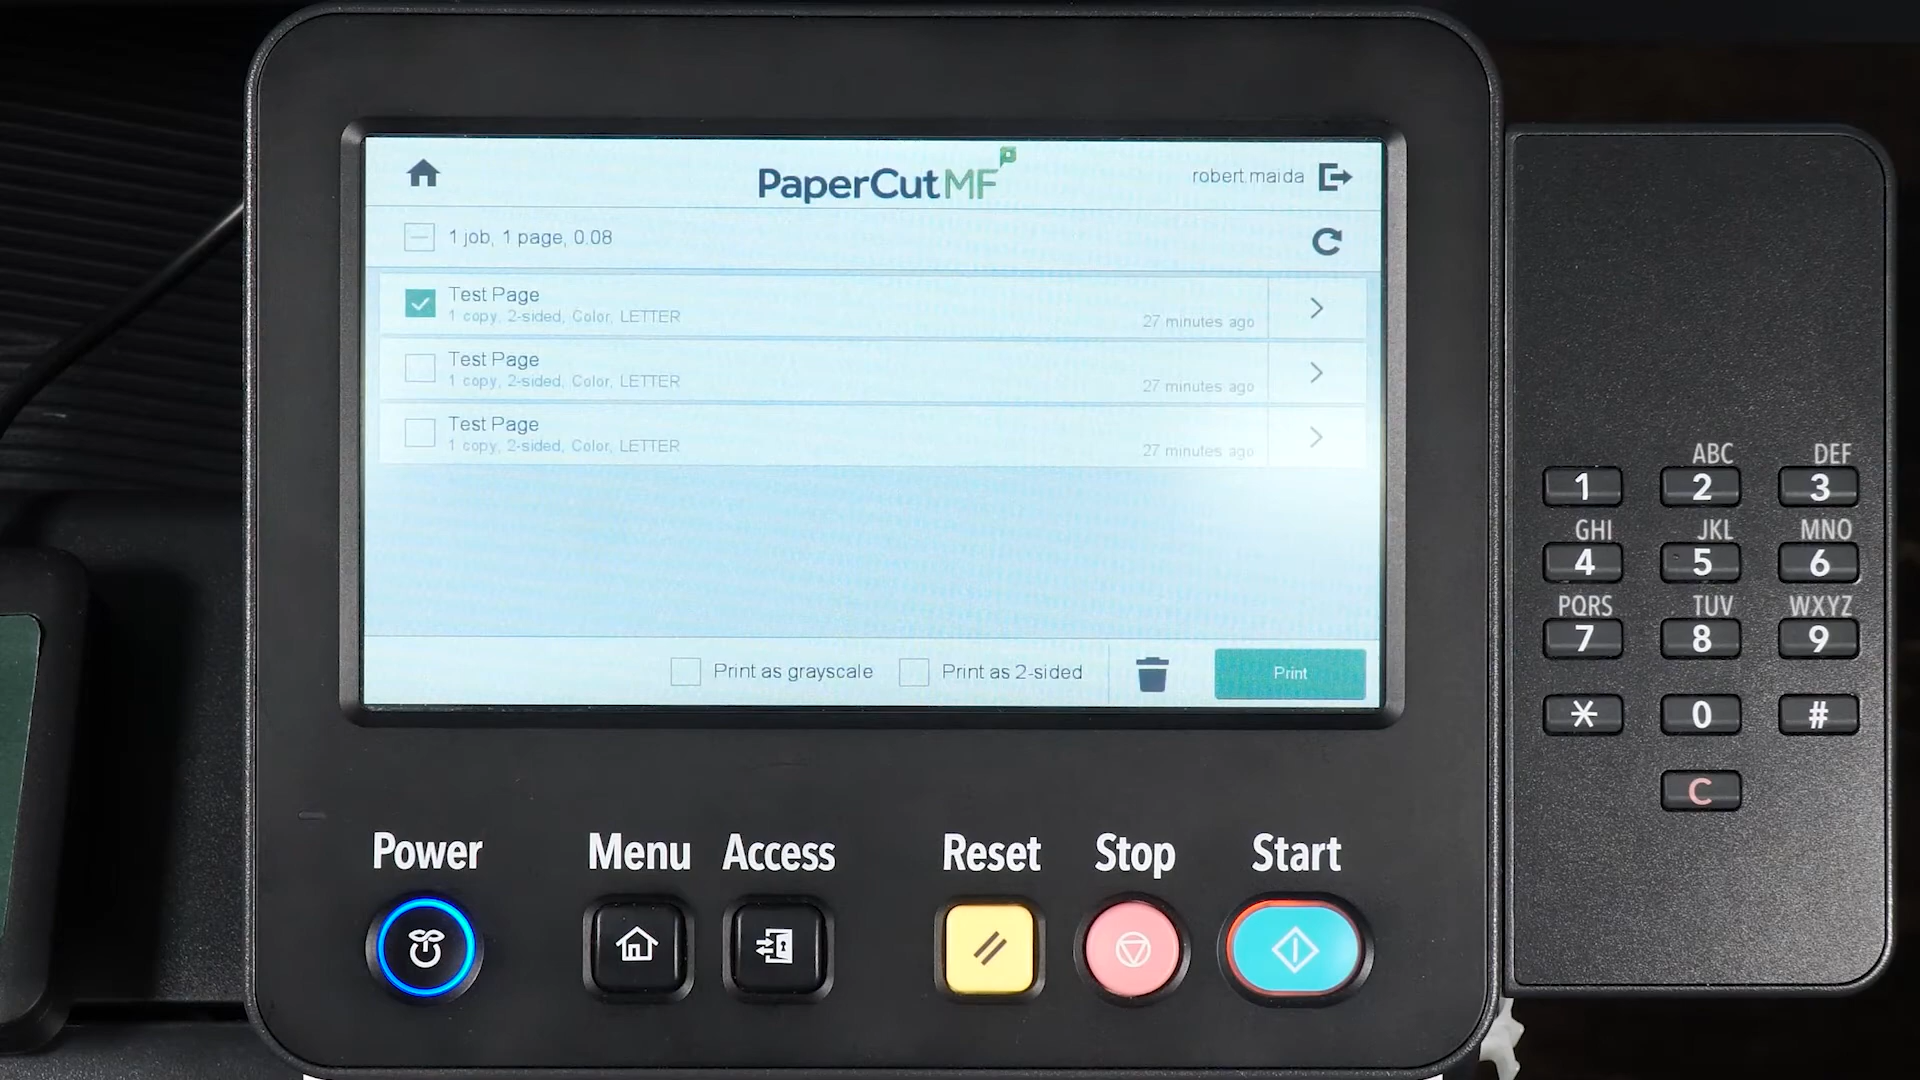 PaperCutMF
robert.maida
1 job, 1 page, 0.08
Test Page
1 copy, 2-sided, Color, LETTER
27 minutes ago
Test Page
1 copy, 2-sided, Color, LETTER
27 minutes ago
Test Page
1 copy, 2-sided, Color, LETTER
27 minutes ago
Print as grayscale
Print as 2-sided
Print
Power
Menu
Access
Reset
Stop
Start
ABC DEF
1 2 3
GHI JKL MNO
4 5 6
PQRS TUV WXYZ
7 8 9
* 0 #
C